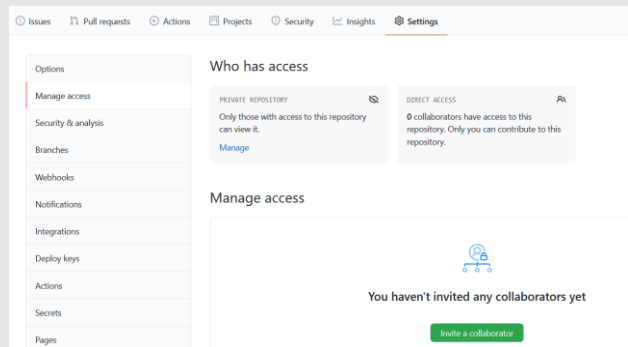 Issues Pull requests Actions Projects Security Insights Settings
Options
Manage access
Security & analysis
Branches
Webhooks
Notifications
Integrations
Deploy keys
Actions
Secrets
Pages
Who has access
PRIVATE REPOSITORY
Only those with access to this repository
can view it.
Manage
DIRECT ACCESS
0 collaborators have access to this
repository. Only you can contribute to this
repository.
Manage access
You haven't invited any collaborators yet
Invite a collaborator